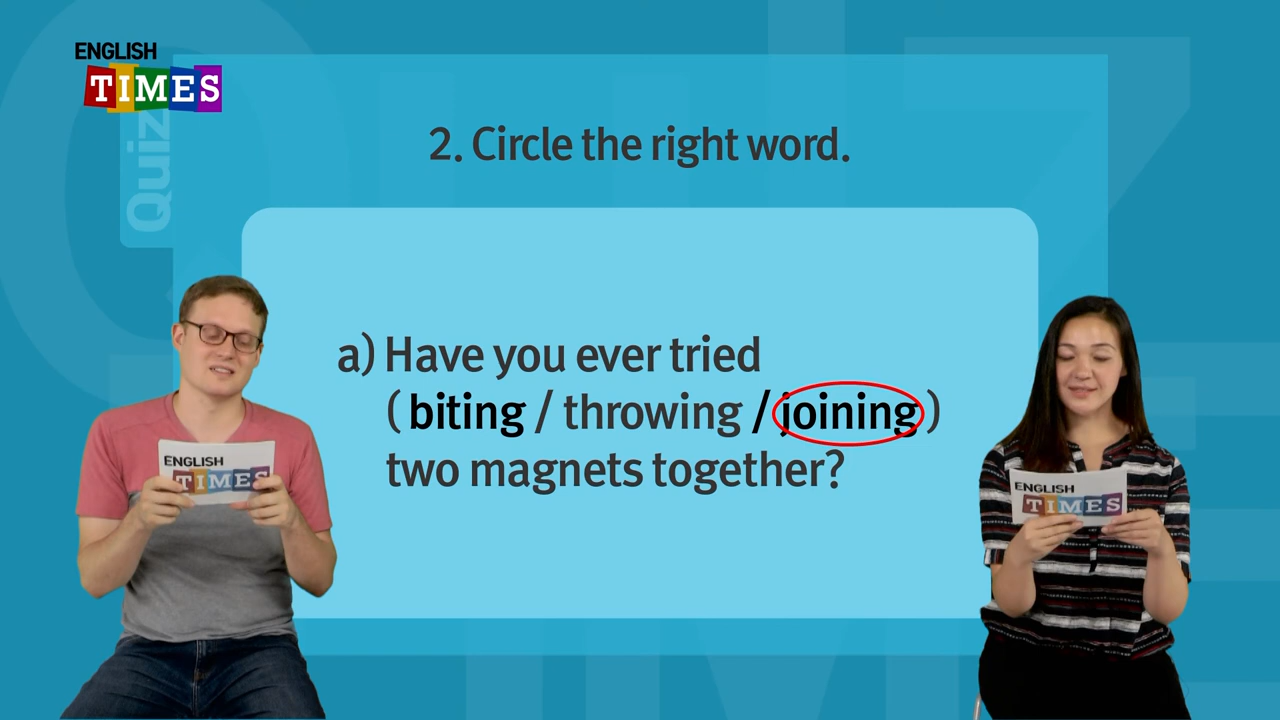 ENGLISH
TIMES
Quiz
2. Circle the right word.
a) Have you ever tried
( biting / throwing / joining )
two magnets together?
ENGLISH
TIMES
ENGLISH
TIMES